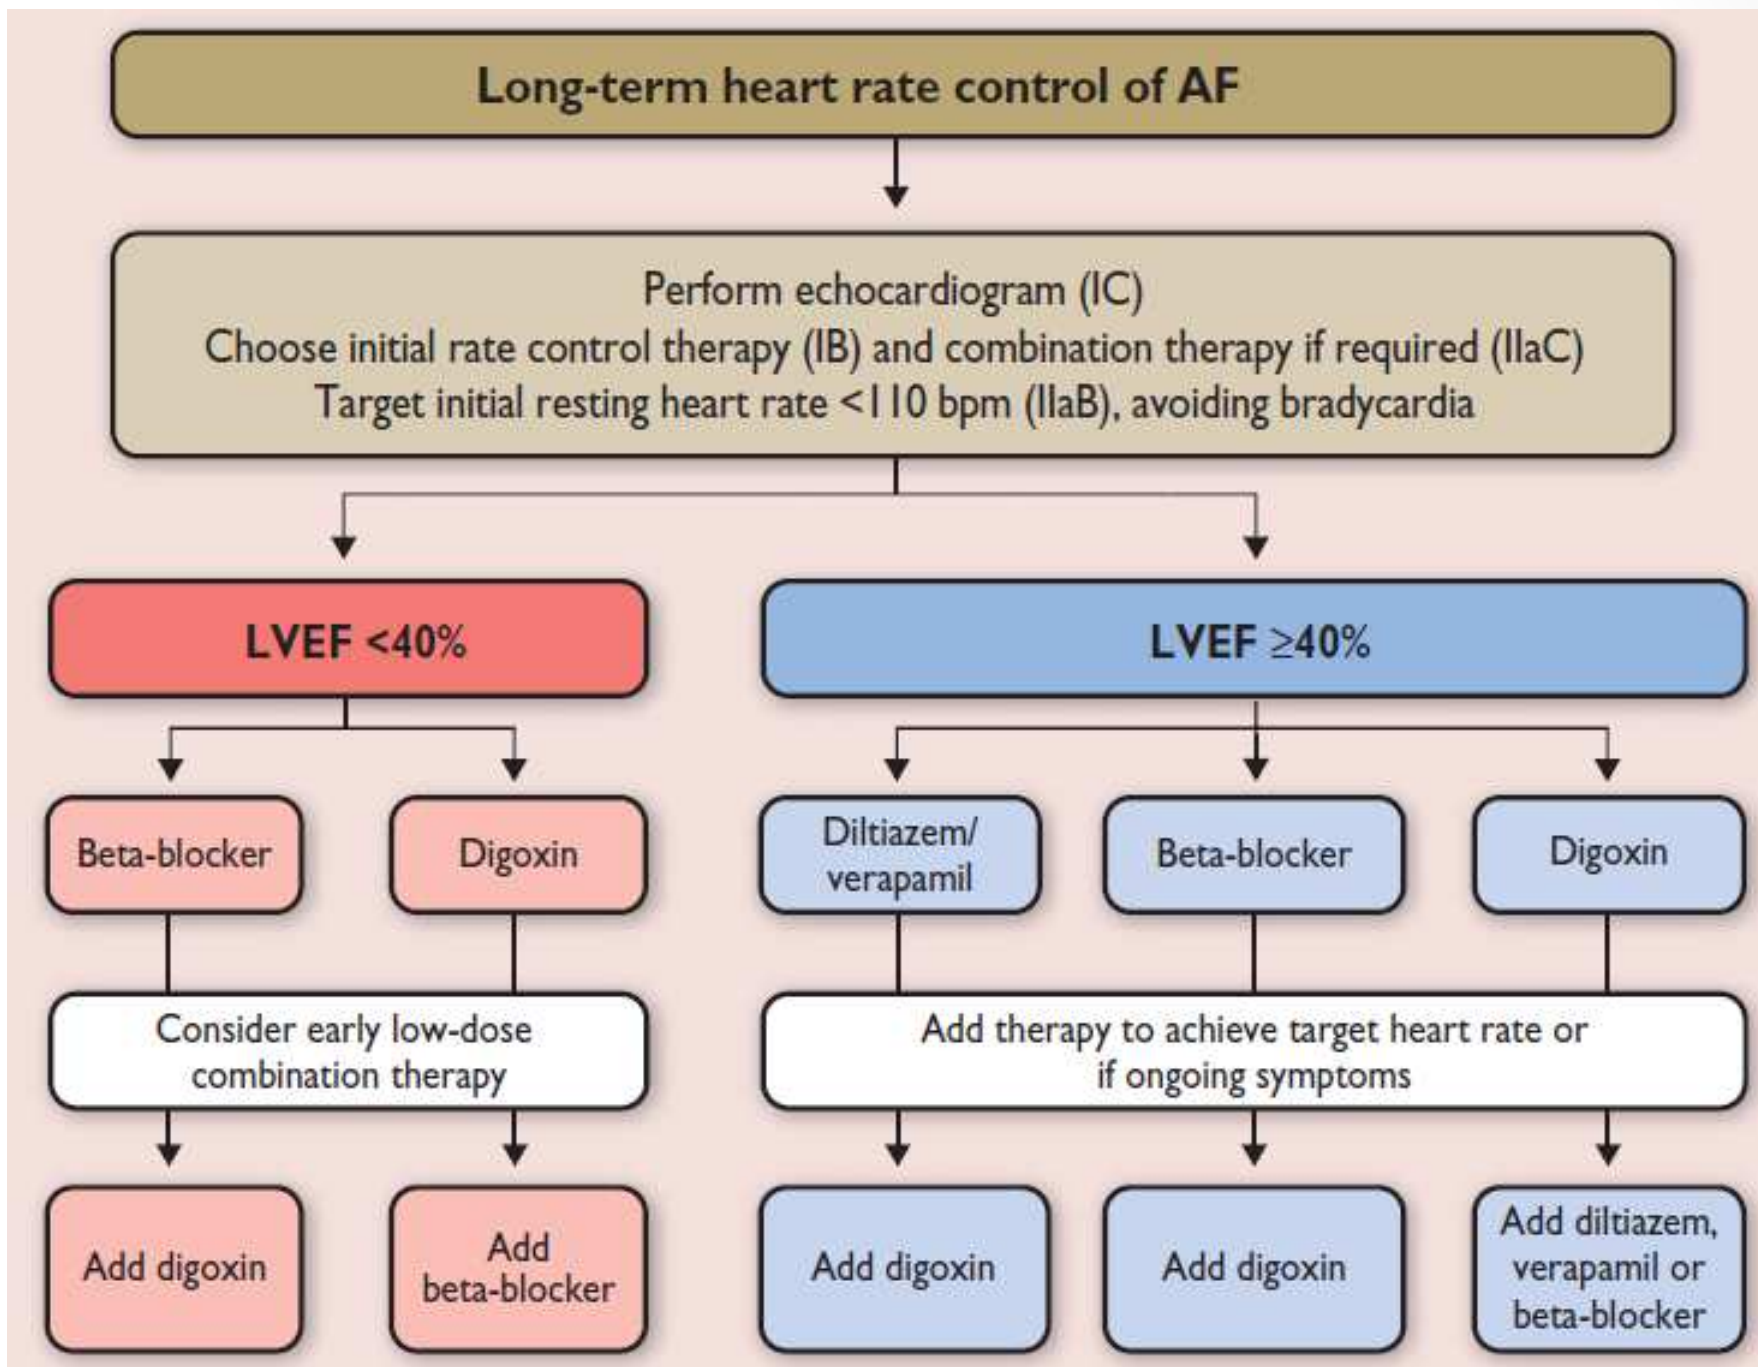 Long-term heart rate control of AF
Perform echocardiogram (IC)
Choose initial rate control therapy (IB) and combination therapy if required (IIaC)
Target initial resting heart rate <110 bpm (IIaB), avoiding bradycardia
LVEF <40%
LVEF ≥40%
Beta-blocker
Digoxin
Diltiazem/
verapamil
Beta-blocker
Digoxin
Consider early low-dose
combination therapy
Add therapy to achieve target heart rate or
if ongoing symptoms
Add digoxin
Add
beta-blocker
Add digoxin
Add digoxin
Add diltiazem,
verapamil or
beta-blocker